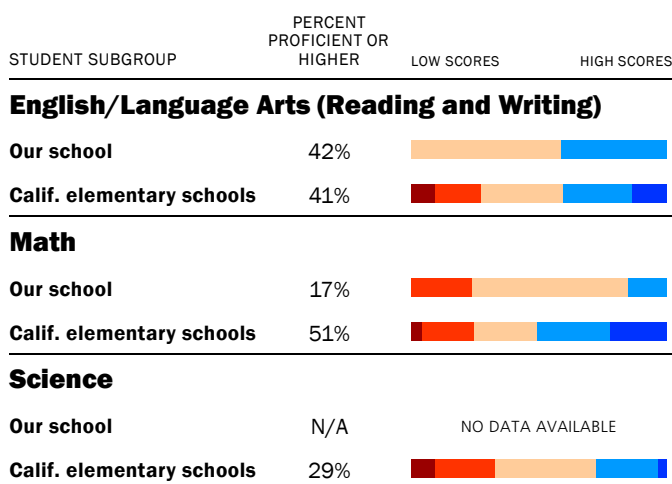 STUDENT SUBGROUP
PERCENT
PROFICIENT OR
HIGHER
LOW SCORES
HIGH SCORES
English/Language Arts (Reading and Writing)
Our school 42%
Calif. elementary schools 41%
Math
Our school 17%
Calif. elementary schools 51%
Science
Our school N/A NO DATA AVAILABLE
Calif. elementary schools 29%